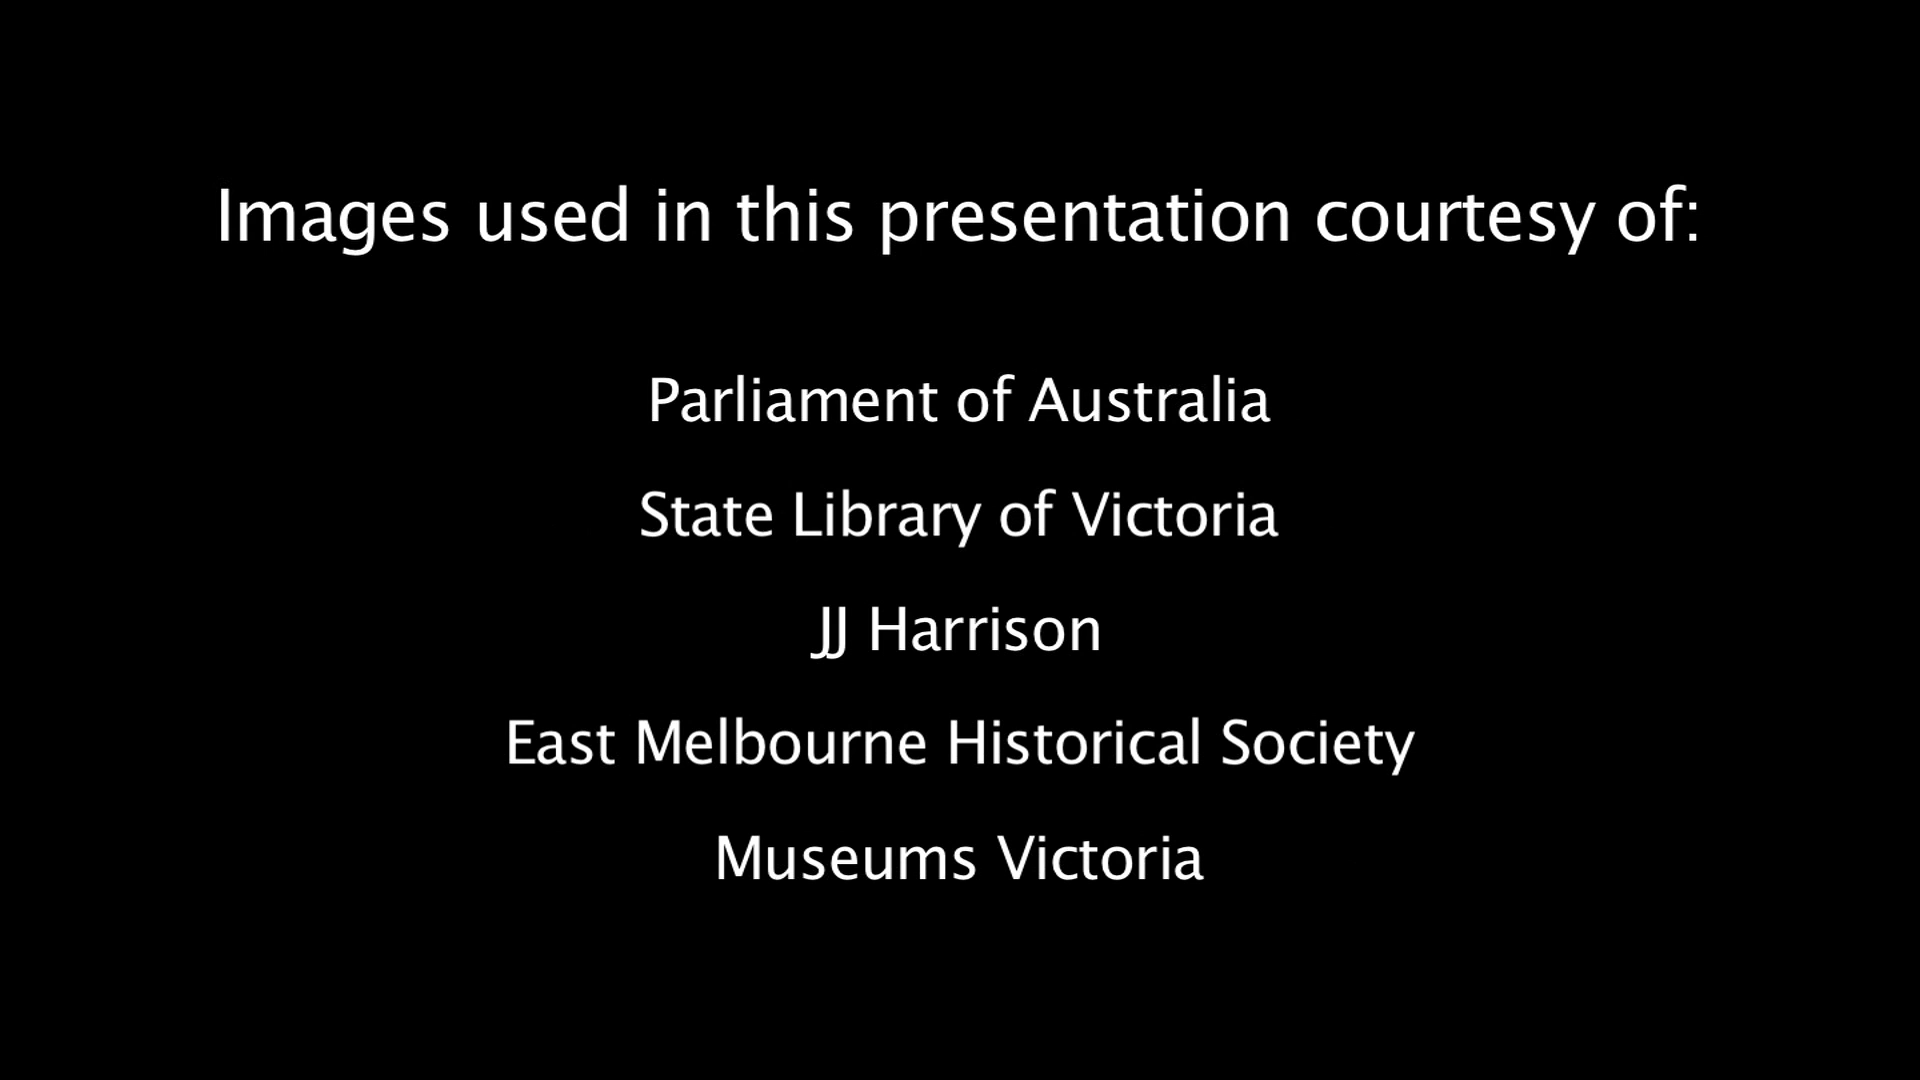 Images used in this presentation courtesy of:
Parliament of Australia
State Library of Victoria
JJ Harrison
East Melbourne Historical Society
Museums Victoria